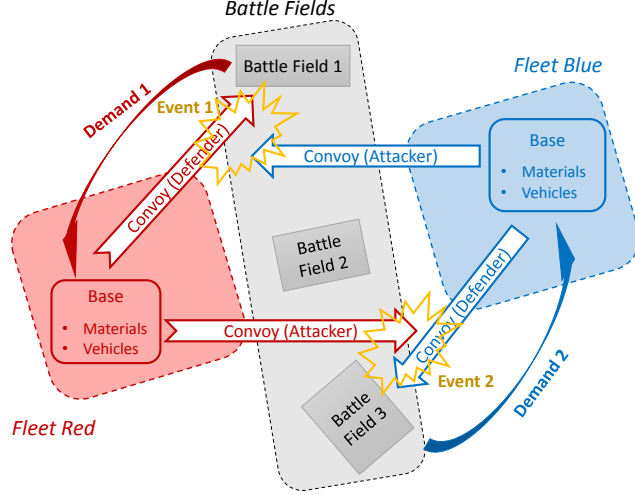 Battle Fields
Battle Field 1
Fleet Blue
Demand 1
Event 1
Convoy (Defender)
Convoy (Attacker)
Base
• Materials
• Vehicles
Battle
Field 2
Base
• Materials
• Vehicles
Convoy (Attacker)
Convoy (Defender)
Event 2
Demand 2
Battle
Field 3
Fleet Red